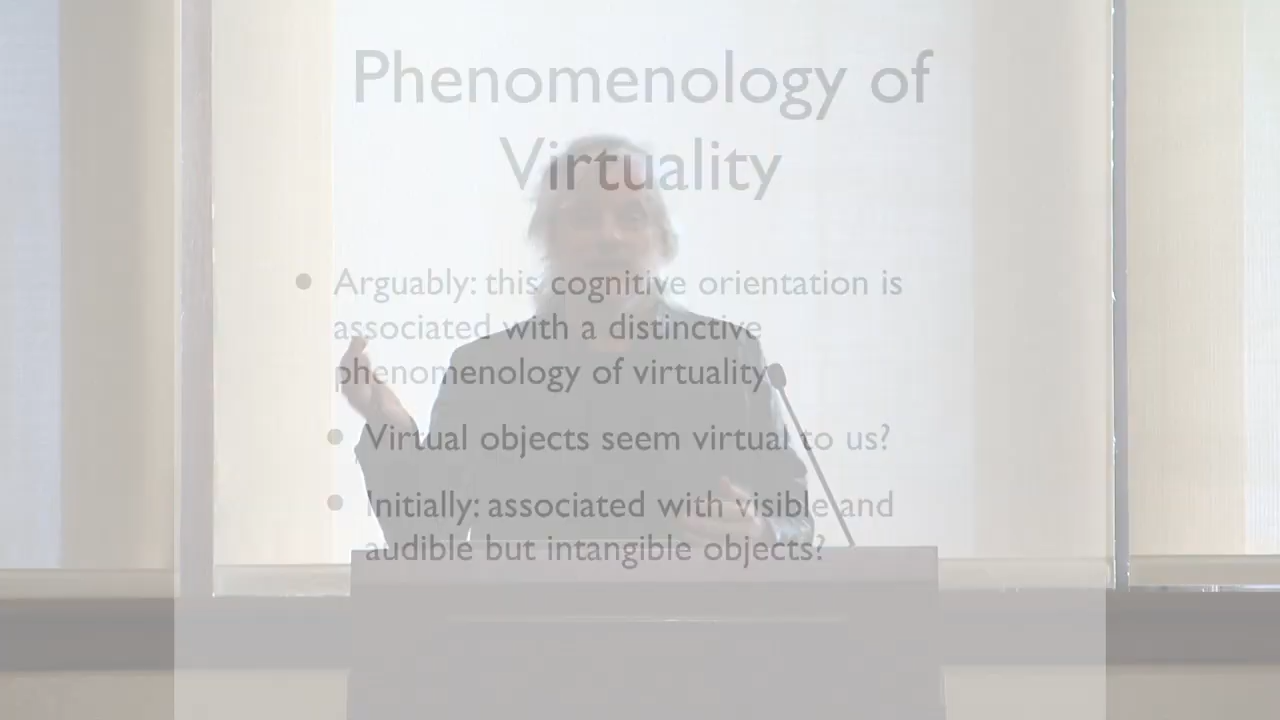 Phenomenology of
Virtuality
• Arguably: this cognitive orientation is
associated with a distinctive
phenomenology of virtuality
• Virtual objects seem virtual to us?
• Initially: associated with visible and
audible but intangible objects?